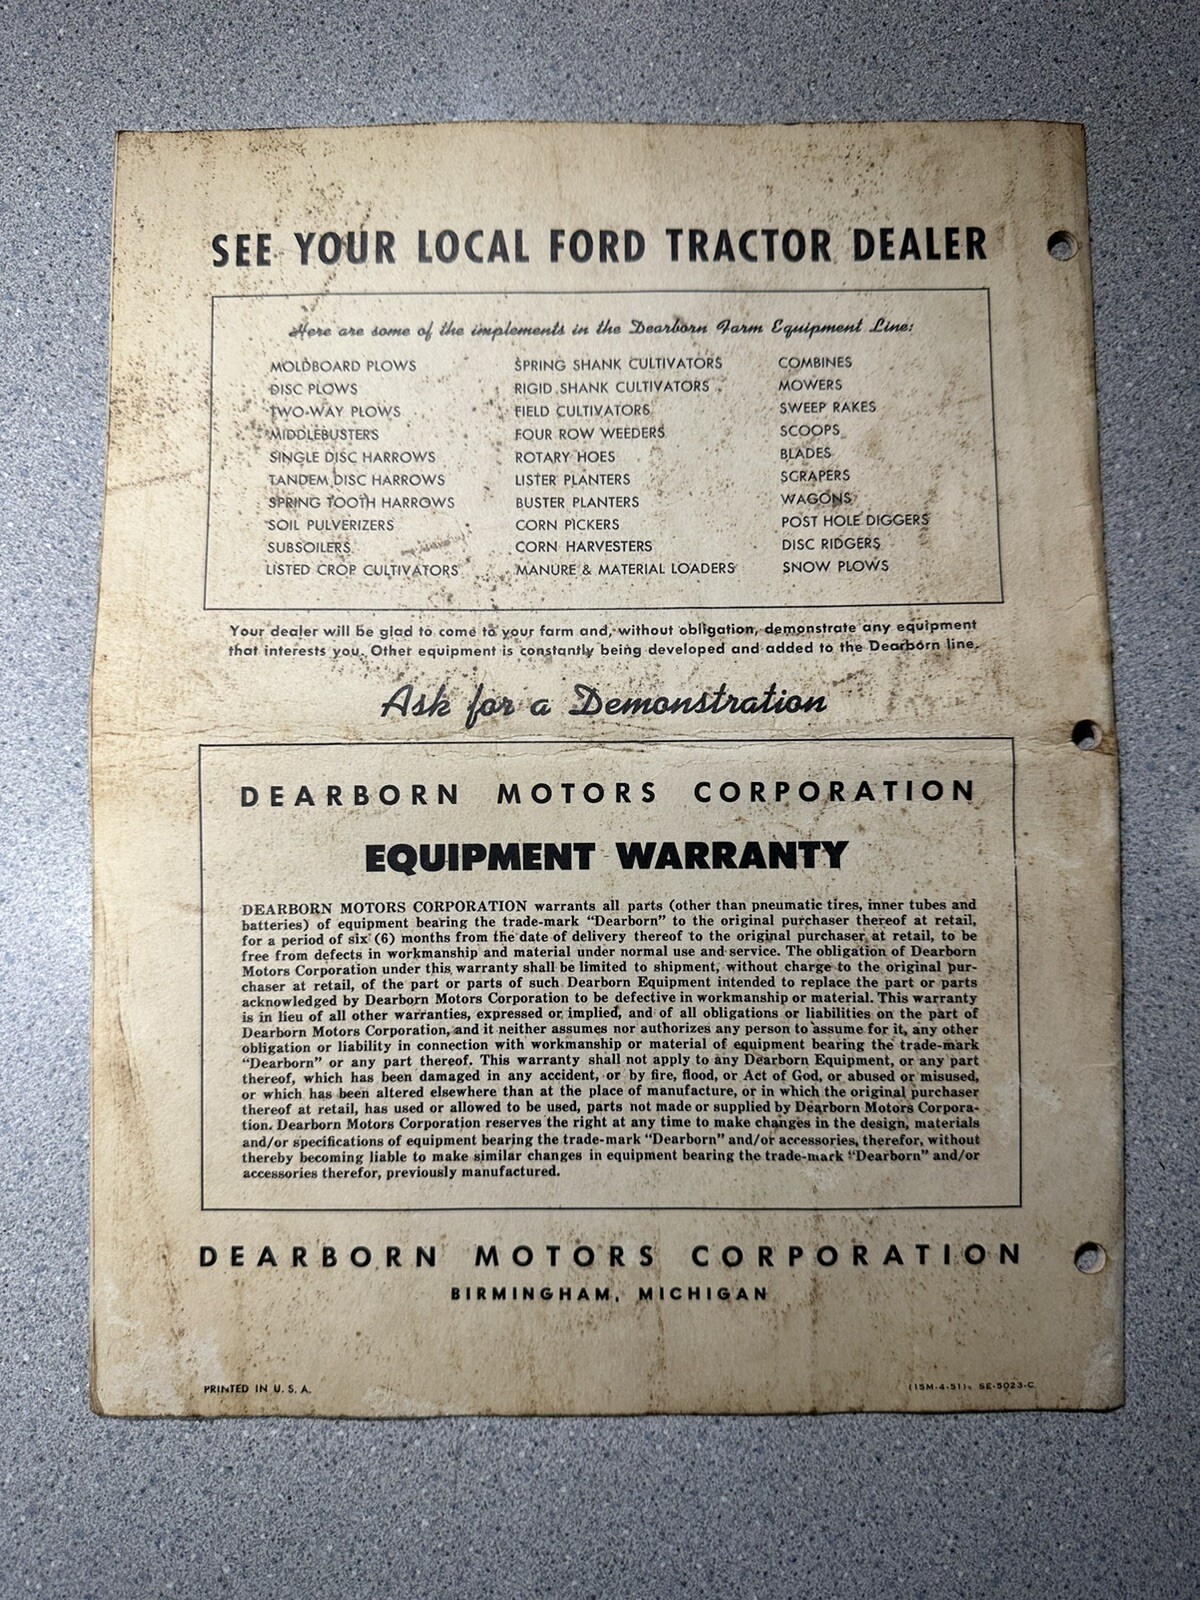 SEE YOUR LOCAL FORD TRACTOR DEALER
Here are some of the implements in the Dearborn Farm Equipment Line:
MOLDBOARD PLOWS
DISC PLOWS
TWO-WAY PLOWS
MIDDLEBUSTERS
SINGLE DISC HARROWS
TANDEM DISC HARROWS
SPRING TOOTH HARROWS
SOIL PULVERIZERS
SUBSOILERS
LISTED CROP CULTIVATORS
SPRING SHANK CULTIVATORS
RIGID SHANK CULTIVATORS
FIELD CULTIVATORS
FOUR ROW WEEDERS
ROTARY HOES
LISTER PLANTERS
BUSTER PLANTERS
CORN PICKERS
CORN HARVESTERS
MANURE & MATERIAL LOADERS
COMBINES
MOWERS
SWEEP RAKES
SCOOPS
BLADES
SCRAPERS
WAGONS
POST HOLE DIGGERS
DISC RIDGERS
SNOW PLOWS
Your dealer will be glad to come to your farm and, without obligation, demonstrate any equipment
that interests you. Other equipment is constantly being developed and added to the Dearborn line.
Ask for a Demonstration
DEARBORN MOTORS CORPORATION
EQUIPMENT WARRANTY
DEARBORN MOTORS CORPORATION warrants all parts (other than pneumatic tires, inner tubes and
batteries) of equipment bearing the trade-mark “Dearborn” to the original purchaser thereof at retail,
for a period of six (6) months from the date of delivery thereof to the original purchaser at retail, to be
free from defects in workmanship and material under normal use and service. The obligation of Dearborn
Motors Corporation under this warranty shall be limited to shipment, without charge to the original pur-
chaser at retail, of the part or parts of such Dearborn Equipment intended to replace the part or parts
acknowledged by Dearborn Motors Corporation to be defective in workmanship or material. This warranty
is in lieu of all other warranties, expressed or implied, and of all obligations or liabilities on the part of
Dearborn Motors Corporation, and it neither assumes nor authorizes any person to assume for it, any other
obligation or liability in connection with workmanship or material of equipment bearing the trade-mark
“Dearborn” or any part thereof. This warranty shall not apply to any Dearborn Equipment, or any part
thereof, which has been damaged in any accident, or by fire, flood, or Act of God, or abused or misused,
or which has been altered elsewhere than at the place of manufacture, or in which the original purchaser
thereof at retail, has used or allowed to be used, parts not made or supplied by Dearborn Motors Corpora-
tion. Dearborn Motors Corporation reserves the right at any time to make changes in the design, materials
and/or specifications of equipment bearing the trade-mark “Dearborn” and/or accessories, therefor, without
thereby becoming liable to make similar changes in equipment bearing the trade-mark “Dearborn” and/or
accessories therefor, previously manufactured.
DEARBORN MOTORS CORPORATION
BIRMINGHAM, MICHIGAN
PRINTED IN U. S. A.
(15M-4-51), SE-5023-C